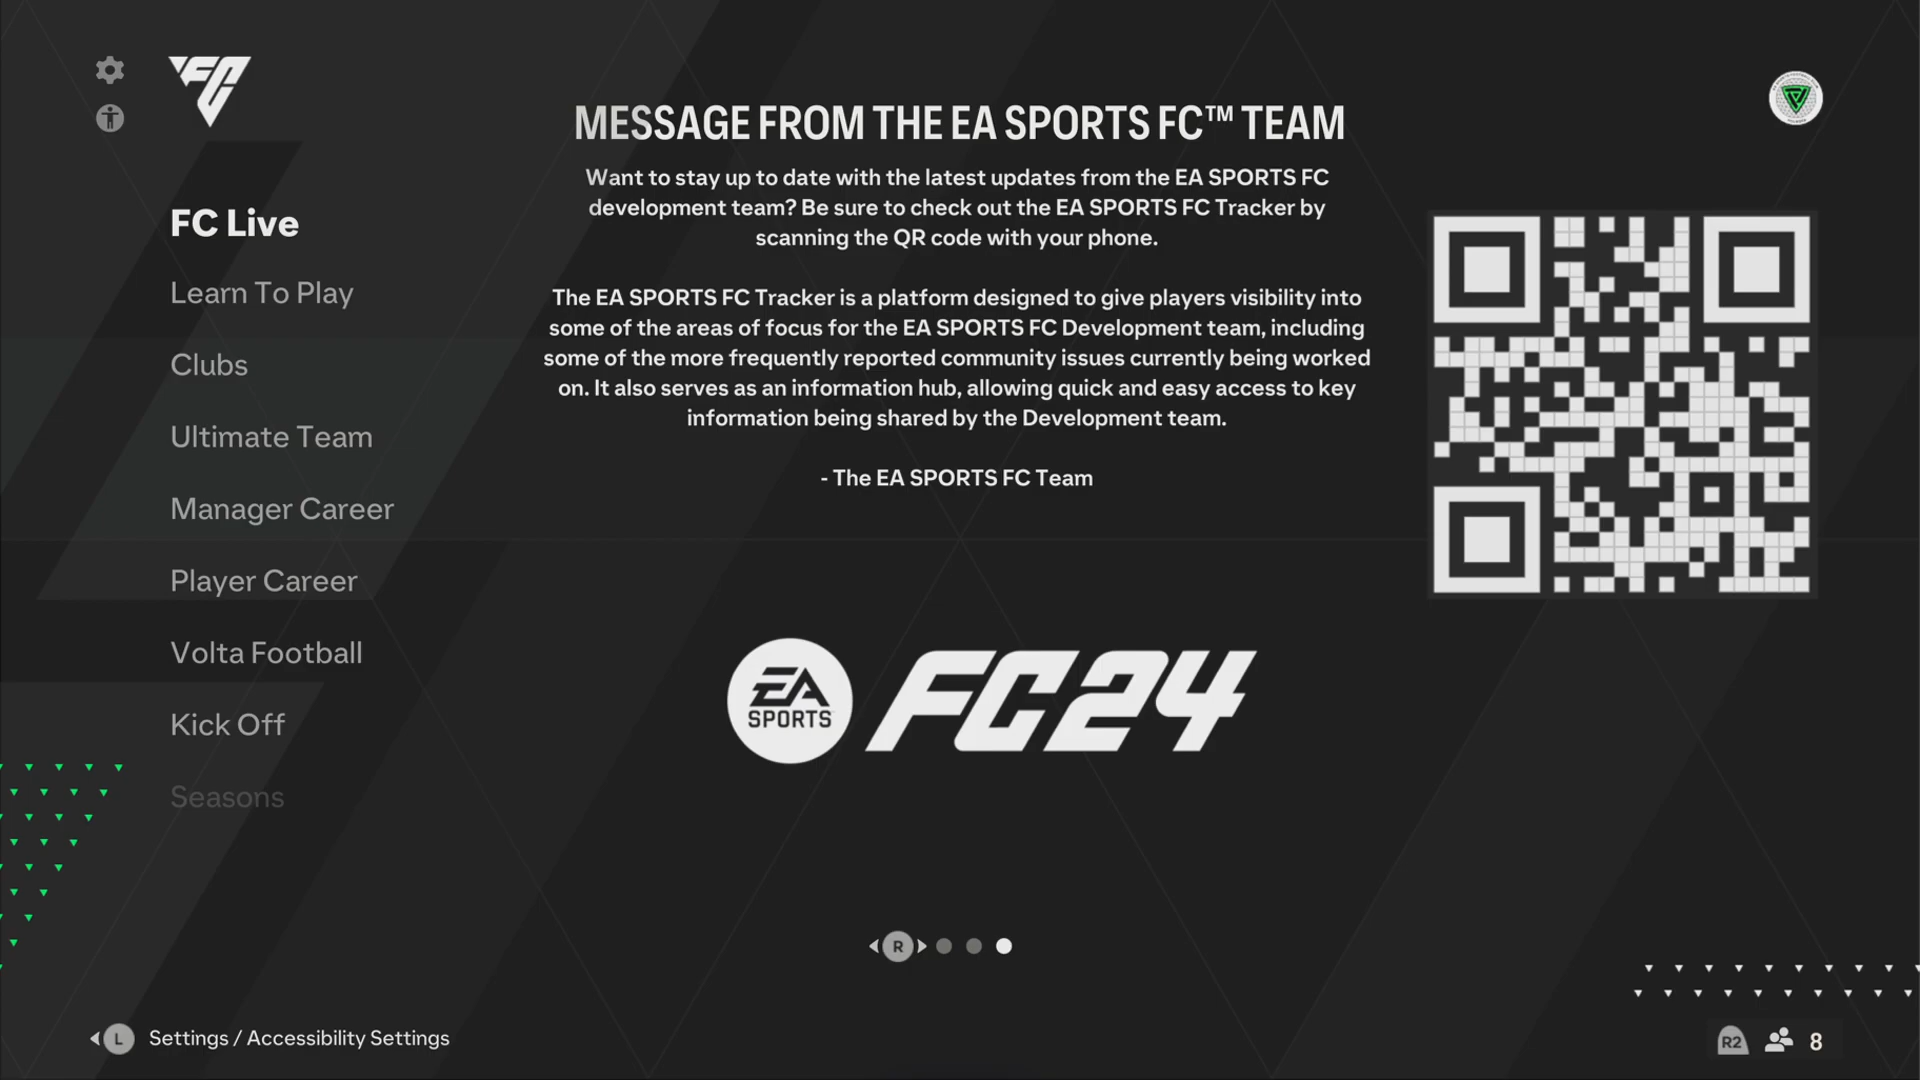 FC
MESSAGE FROM THE EA SPORTS FC™ TEAM
Want to stay up to date with the latest updates from the EA SPORTS FC
development team? Be sure to check out the EA SPORTS FC Tracker by
scanning the QR code with your phone.
The EA SPORTS FC Tracker is a platform designed to give players visibility into
some of the areas of focus for the EA SPORTS FC Development team, including
some of the more frequently reported community issues currently being worked
on. It also serves as an information hub, allowing quick and easy access to key
information being shared by the Development team.
- The EA SPORTS FC Team
FC Live
Learn To Play
Clubs
Ultimate Team
Manager Career
Player Career
Volta Football
Kick Off
Seasons
EA SPORTS FC24
R
L Settings / Accessibility Settings
R2 8